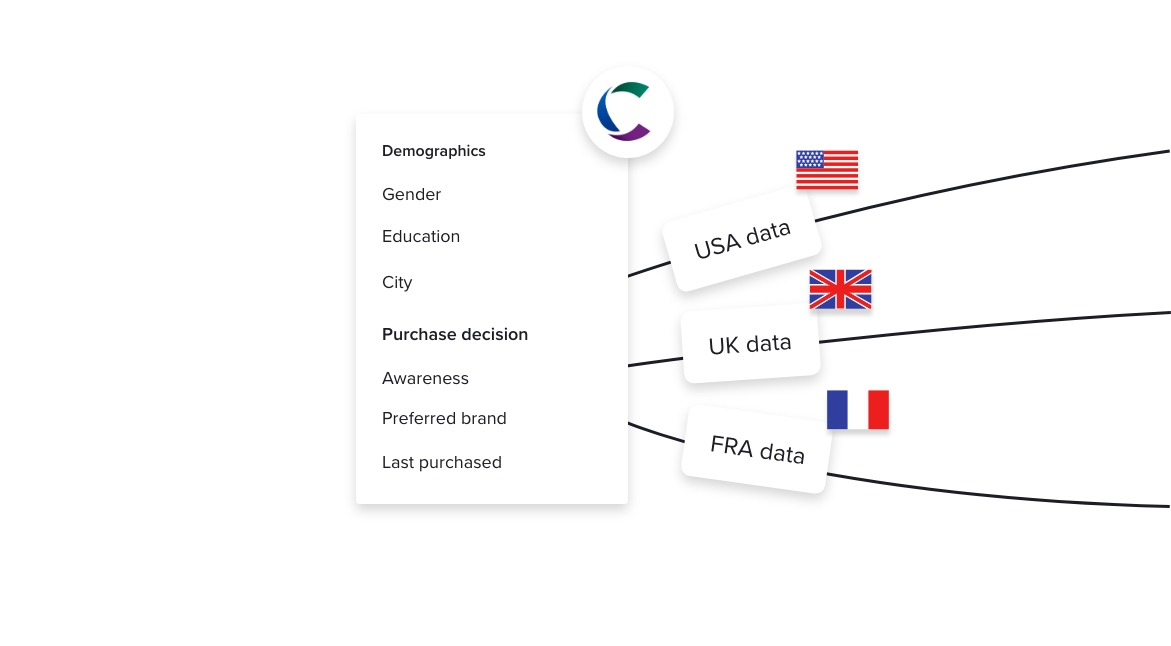 Demographics
Gender
Education
City
Purchase decision
Awareness
Preferred brand
Last purchased
USA data
UK data
FRA data